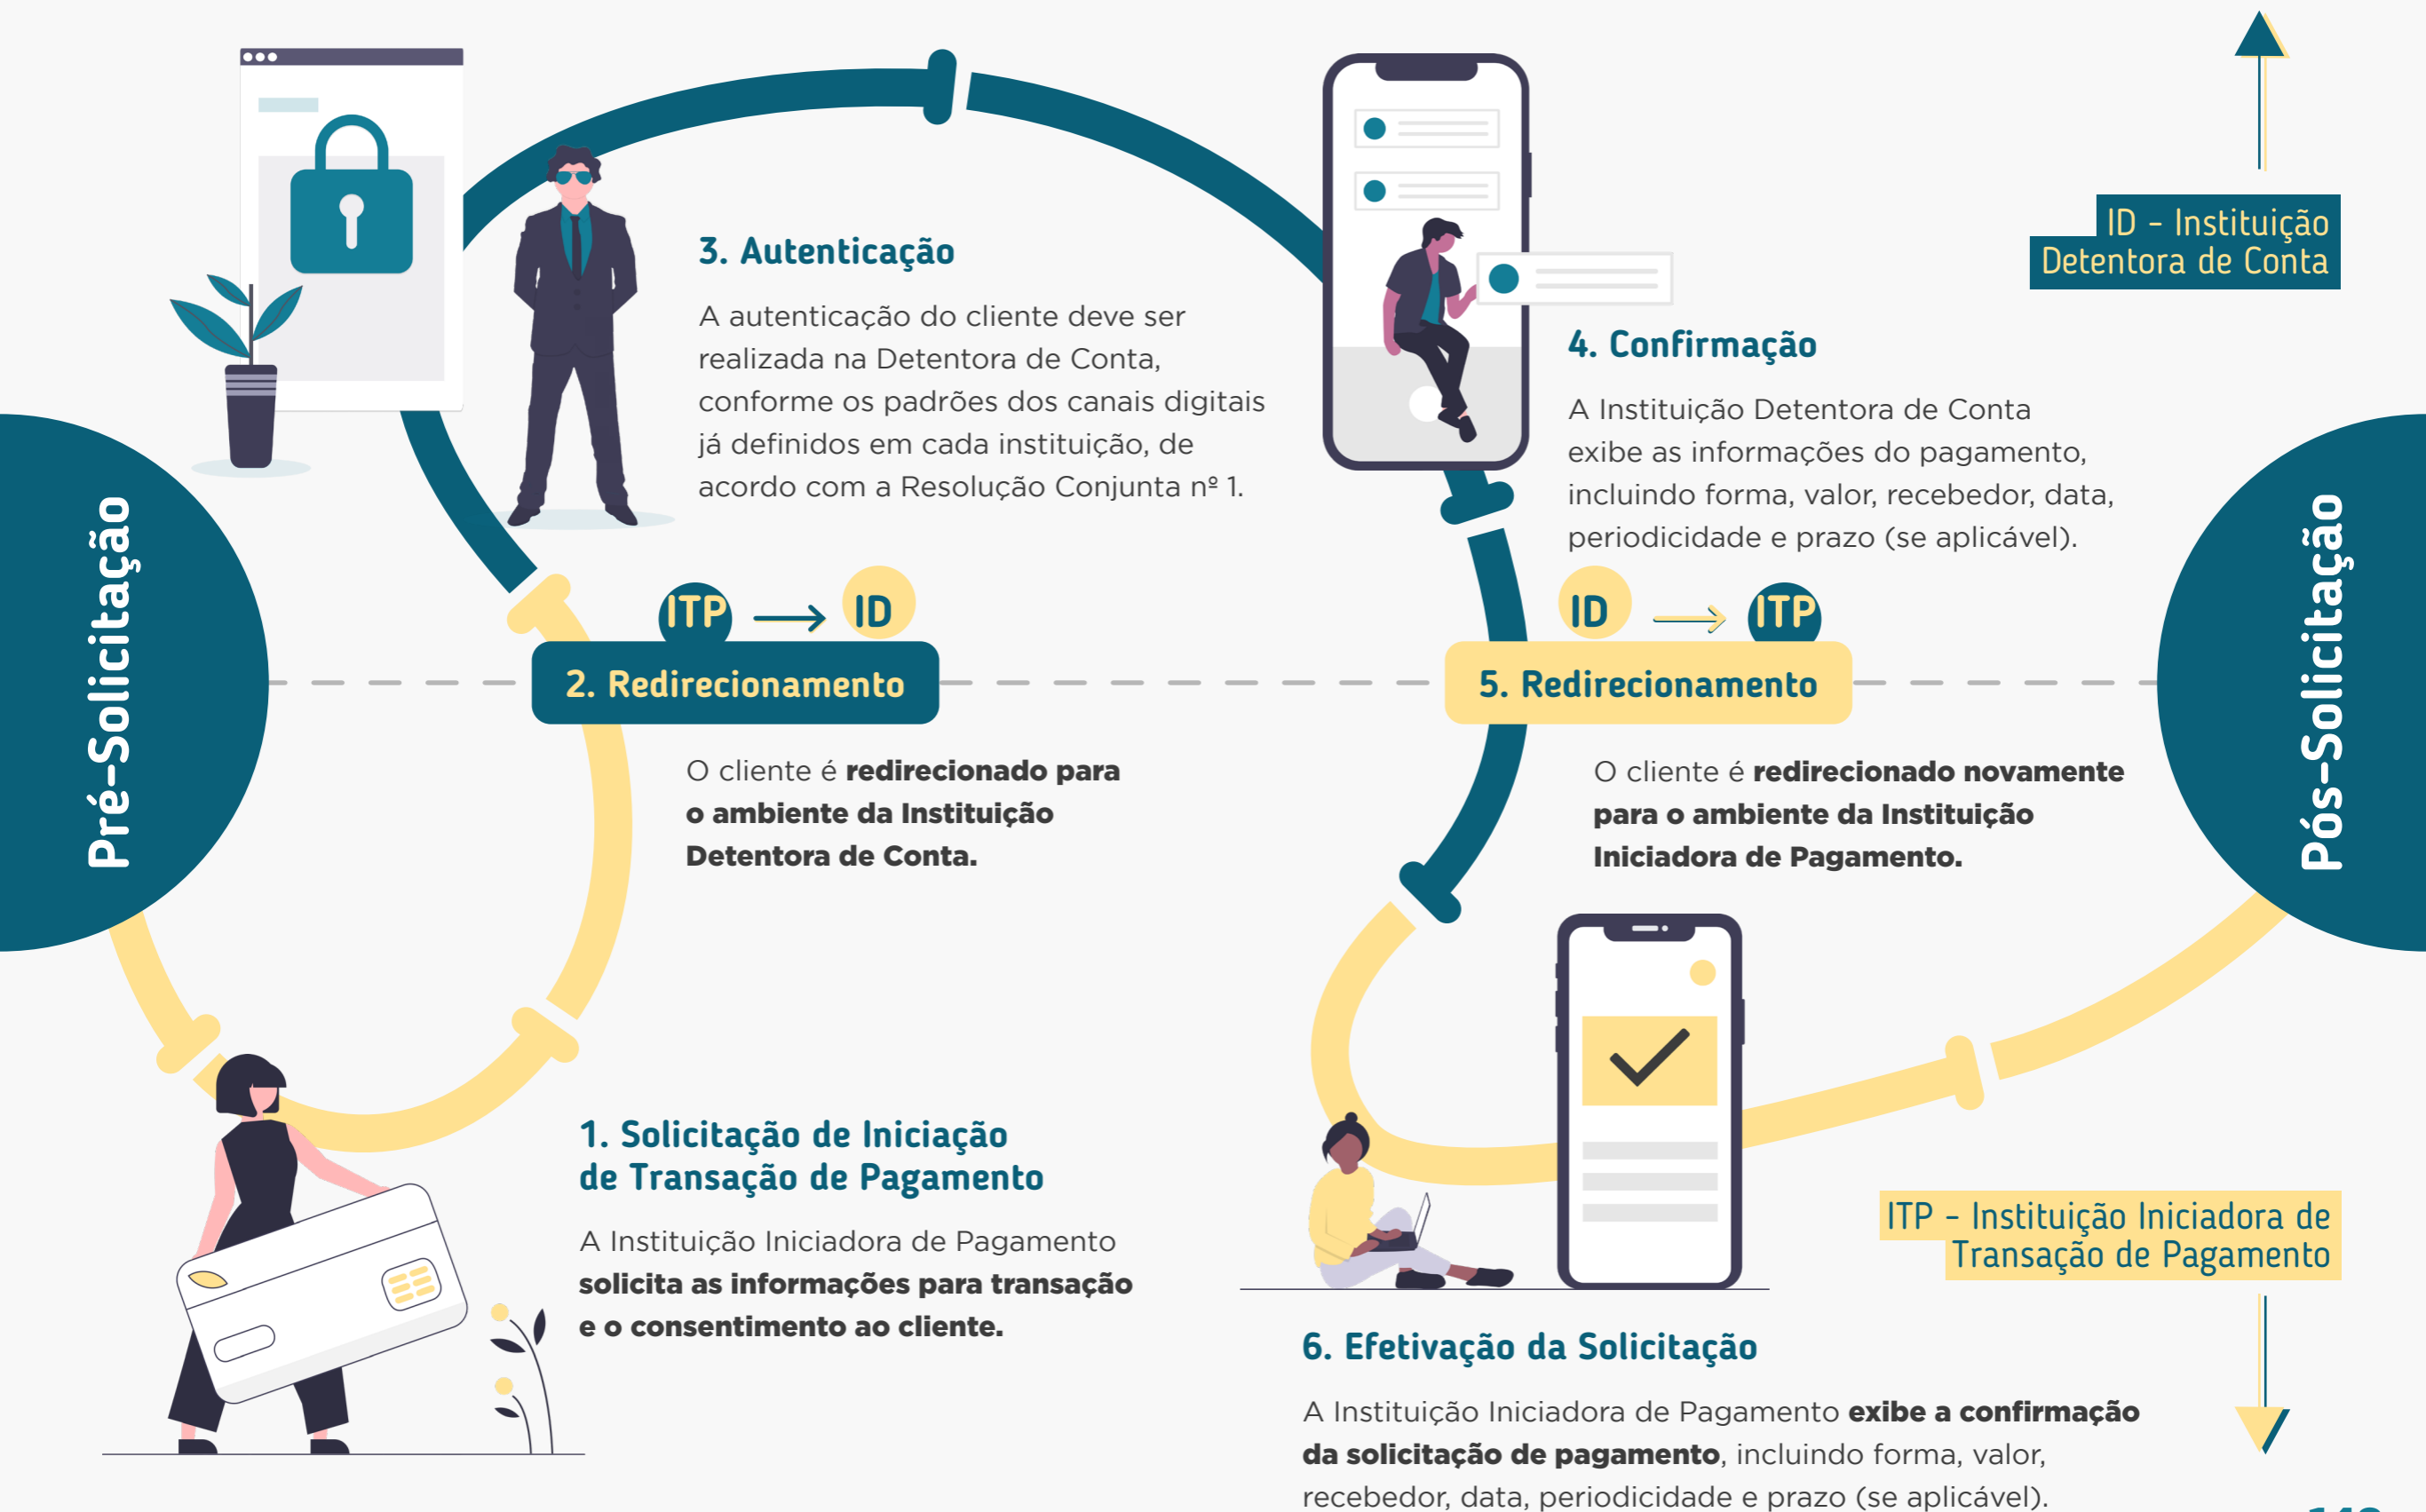 Pré-Solicitação
3. Autenticação
A autenticação do cliente deve ser
realizada na Detentora de Conta,
conforme os padrões dos canais digitais
já definidos em cada instituição, de
acordo com a Resolução Conjunta nº 1.
4. Confirmação
A Instituição Detentora de Conta
exibe as informações do pagamento,
incluindo forma, valor, recebedor, data,
periodicidade e prazo (se aplicável).
ID - Instituição
Detentora de Conta
ITP ID
2. Redirecionamento
O cliente é redirecionado para
o ambiente da Instituição
Detentora de Conta.
ID ITP
5. Redirecionamento
O cliente é redirecionado novamente
para o ambiente da Instituição
Iniciadora de Pagamento.
Pós-Solicitação
1. Solicitação de Iniciação
de Transação de Pagamento
A Instituição Iniciadora de Pagamento
solicita as informações para transação
e o consentimento ao cliente.
ITP - Instituição Iniciadora de
Transação de Pagamento
6. Efetivação da Solicitação
A Instituição Iniciadora de Pagamento exibe a confirmação
da solicitação de pagamento, incluindo forma, valor,
recebedor, data, periodicidade e prazo (se aplicável).